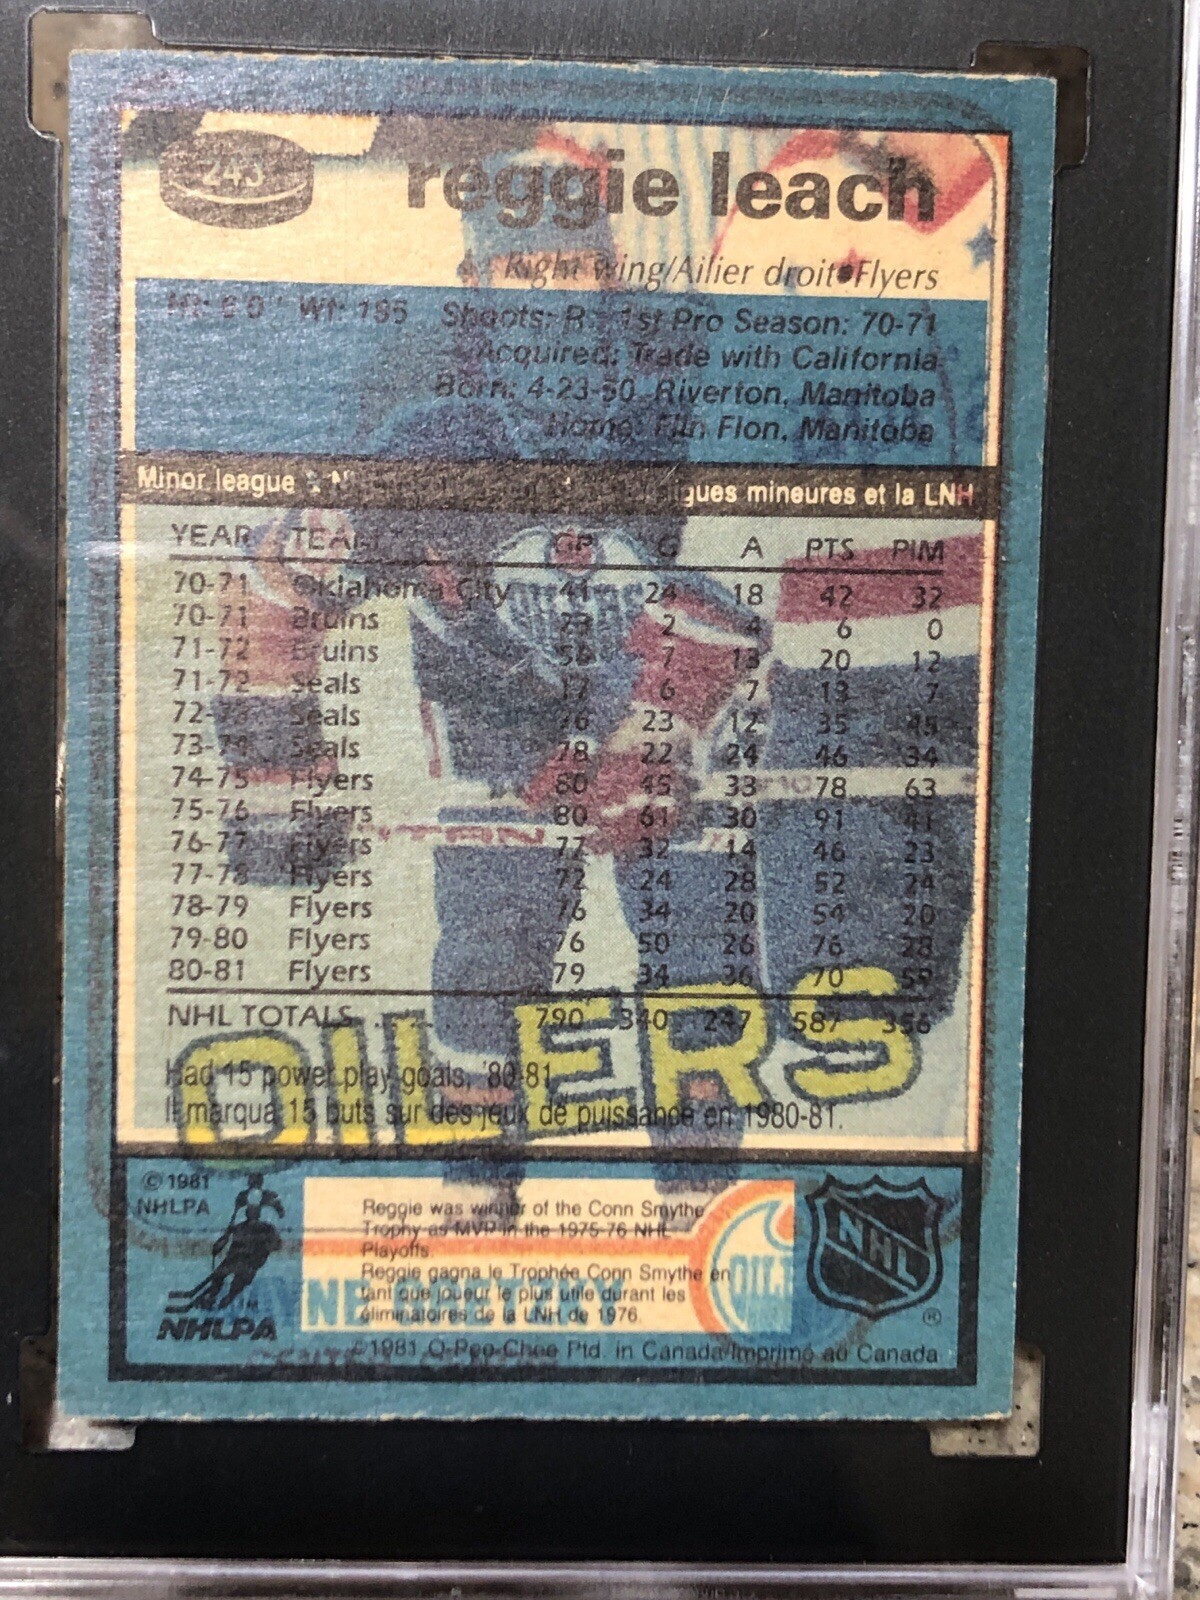 243
reggie leach
Right wing/Ailier droit•Flyers
Ht: 6'0" Wt: 195 Shoots: R 1st Pro Season: 70-71
Acquired: Trade with California
Born: 4-23-50 Riverton, Manitoba
Home: Flin Flon, Manitoba
Minor league & N gues mineures et la LNH
YEAR TEAM GP G A PTS PIM
70-71 Oklahoma City 41 24 18 42 32
70-71 Bruins 23 2 4 6 0
71-72 Bruins 56 7 13 20 12
71-72 Seals 17 6 7 13 7
72-73 Seals 76 23 12 35 45
73-74 Seals 78 22 24 46 34
74-75 Flyers 80 45 33 78 63
75-76 Flyers 80 61 30 91 41
76-77 Flyers 77 32 14 46 23
77-78 Flyers 72 24 28 52 24
78-79 Flyers 76 34 20 54 20
79-80 Flyers 76 50 26 76 28
80-81 Flyers 79 34 36 70 59
NHL TOTALS 790 340 247 587 356
OILERS
Had 15 power play goals, '80-81.
Il marqua 15 buts sur des jeux de puissance en 1980-81.
© 1981
NHLPA
NHLPA
Reggie was winner of the Conn Smythe
Trophy as MVP in the 1975-76 NHL
Playoffs.
Reggie gagna le Trophée Conn Smythe en
tant que joueur le plus utile durant les
éliminatoires de la LNH de 1976.
YNE
OIL
NHL
®
©1981 O-Pee-Chee Ptd. in Canada/Imprimé au Canada